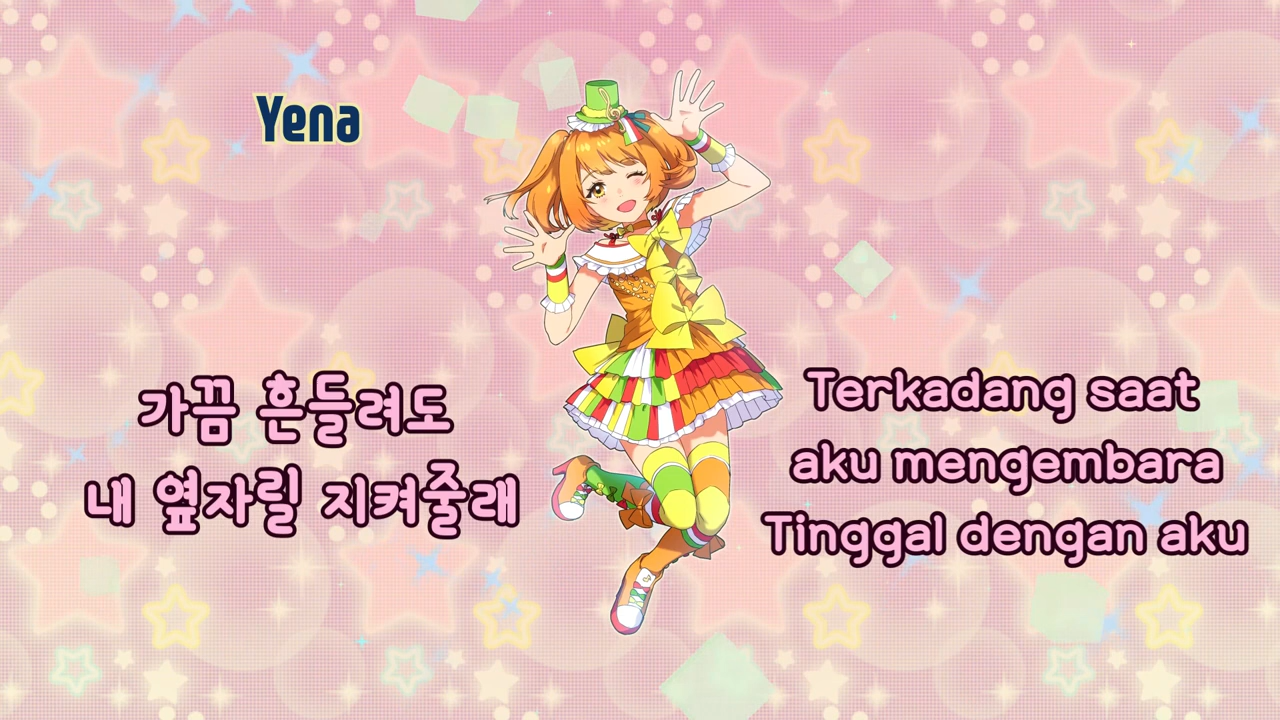 Yena
가끔 흔들려도
내 옆자릴 지켜줄래
Terkadang saat
aku mengembara
Tinggal dengan aku